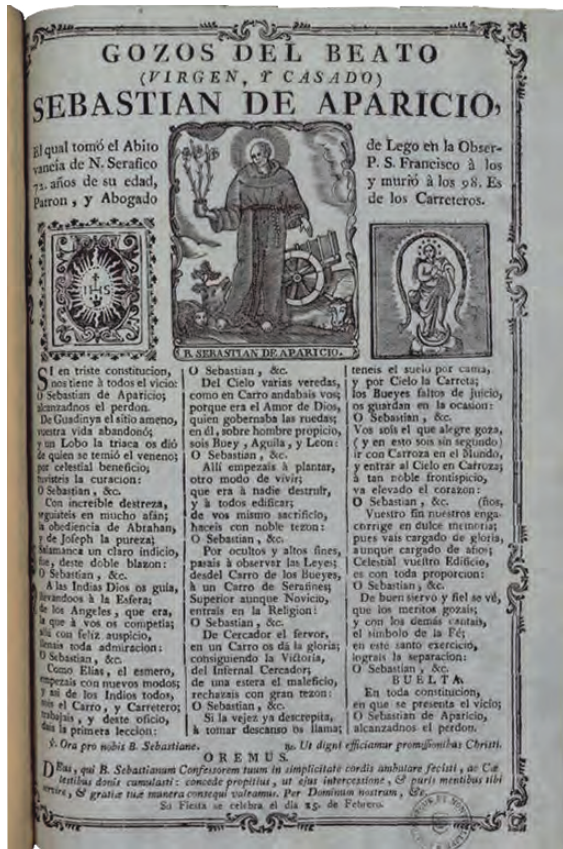 GOZOS DEL BEATO
(VIRGEN, Y CASADO)
SEBASTIAN DE APARICIO,
El qual tomó el Abito
vancia de N. Serafico
72. años de su edad,
Patron, y Abogado
de Lego en la Obser-
P. S. Francisco à los
y muriò à los 98. Es
de los Carreteros.
IHS
B. SEBASTIAN DE APARICIO.
SI en triste constitucion,
nos tiene à todos el vicio:
O Sebastian de Aparicio;
alcanzadnos el perdon.
De Guadinya el sitio ameno,
vuestra vida abandonó;
y un Lobo la triaca os dió
de quien se temió el veneno;
por celestial beneficio,
tuvisteis la curacion:
O Sebastian, &c.
Con increible destreza,
seguisteis en mucho afán;
la obediencia de Abrahan,
y de Joseph la pureza;
Salamanca un claro indicio,
fue, deste doble blazon:
O Sebastian, &c.
A las Indias Dios os guia,
llevandoos à la Esfera;
de los Angeles, que era,
la que à vos os competia;
allí con feliz auspicio,
llenais toda admiracion:
O Sebastian, &c.
Como Elias, el esmero,
empezais con nuevos modos;
y asi de los Indios todos,
sois el Carro, y Carretero;
trabajais, y deste oficio,
dais la primera leccion:
O Sebastian, &c.
Del Cielo varias veredas,
como en Carro andabais vos;
porque era el Amor de Dios,
quien gobernaba las ruedas;
en él, sobre hombre propicio,
sois Buey, Aguila, y Leon:
O Sebastian, &c.
Allí empezais à plantar,
otro modo de vivir;
que era à nadie destruir,
y à todos edificar;
de vos mismo sacrificio,
haceis con noble tezon:
O Sebastian, &c.
Por ocultos y altos fines,
pasais à observar las Leyes;
desdel Carro de los Bueyes,
à un Carro de Serafines;
Superior aunque Novicio,
entrais en la Religion:
O Sebastian, &c.
De Cercador el fervor,
en un Carro os dá la gloria;
consiguiendo la Vistoria,
del Infernal Cercador;
de una estera el maleficio,
rechazais con gran tezon:
O Sebastian, &c.
Si la vejez ya descrepita,
à tomar descanso os llama;
teneis el suelo por cama,
y por Cielo la Carreta;
los Bueyes faltos de juicio,
os guardan en la ocasion:
O Sebastian, &c.
Vos sois el que alegre goza,
(y en esto sois sin segundo)
ir con Carroza en el Mundo,
y entrar al Cielo en Carroza;
à tan noble frontispicio,
va elevado el corazon:
O Sebastian, &c. (ños,
Vuestro fin nuestros enga-
corrige en dulce memoria;
pues vais cargado de gloria,
aunque cargado de años;
Celestial vuestro Edificio,
es con toda proporcion:
O Sebastian, &c.
De buen siervo y fiel se vé,
que los meritos gozais;
y con los demás cantais,
el simbolo de la Fé;
en este santo exercicio,
lograis la separacion:
O Sebastian, &c.
BUELTA.
En toda constitucion,
en que se presenta el vicio;
O Sebastian de Aparicio,
alcanzadnos el perdon.
℣. Ora pro nobis B. Sebastiane.
℟. Ut digni efficiamur promissionibus Christi.
OREMUS.
DEus, qui B. Sebastianum Confessorem tuum in simplicitate cordis ambulare fecisti, ac Cœ-
lestibus donis cumulasti: concede propitius, ut ejus intercessione, & puris mentibus tibi
servire, & gratiæ tuæ munera consequi valeamus. Per Dominum nostrum, &c.
Su Fiesta se celebra el dia 25. de Febrero.